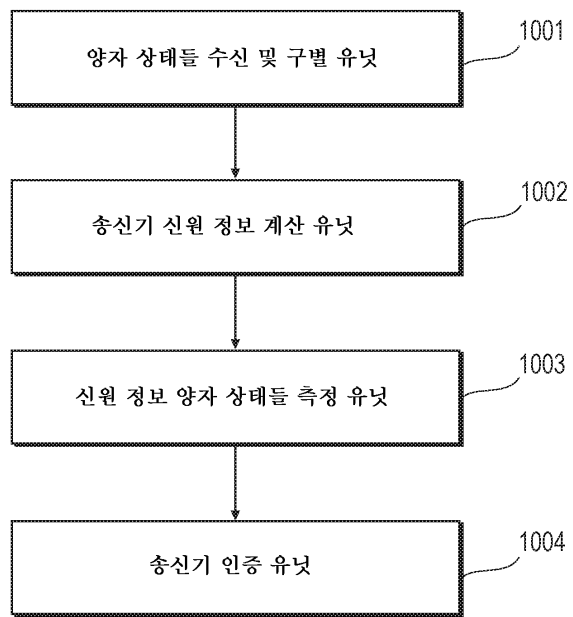 양자 상태들 수신 및 구별 유닛
1001
송신기 신원 정보 계산 유닛
1002
신원 정보 양자 상태들 측정 유닛
1003
송신기 인증 유닛
1004